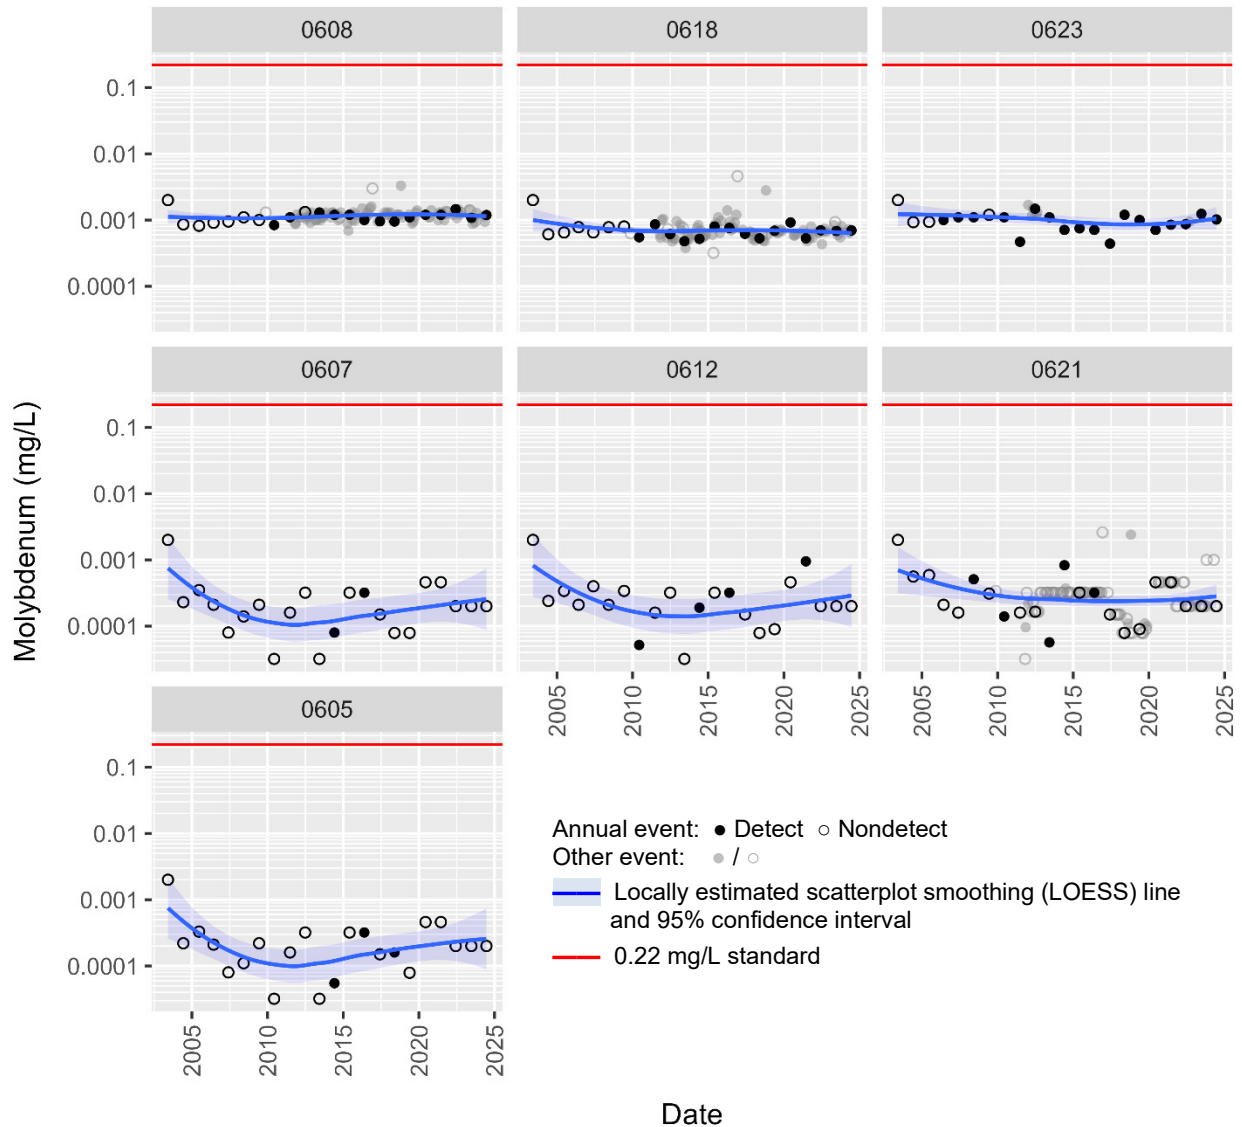 0608 0618 0623
0.1
0.01
0.001
0.0001
0607 0612 0621
0.1
0.01
0.001
0.0001
2005 2010 2015 2020 2025 2005 2010 2015 2020 2025
0605
0.1
0.01
0.001
0.0001
2005 2010 2015 2020 2025
Molybdenum (mg/L)
Date
Annual event: Detect Nondetect
Other event: /
Locally estimated scatterplot smoothing (LOESS) line
and 95% confidence interval
0.22 mg/L standard